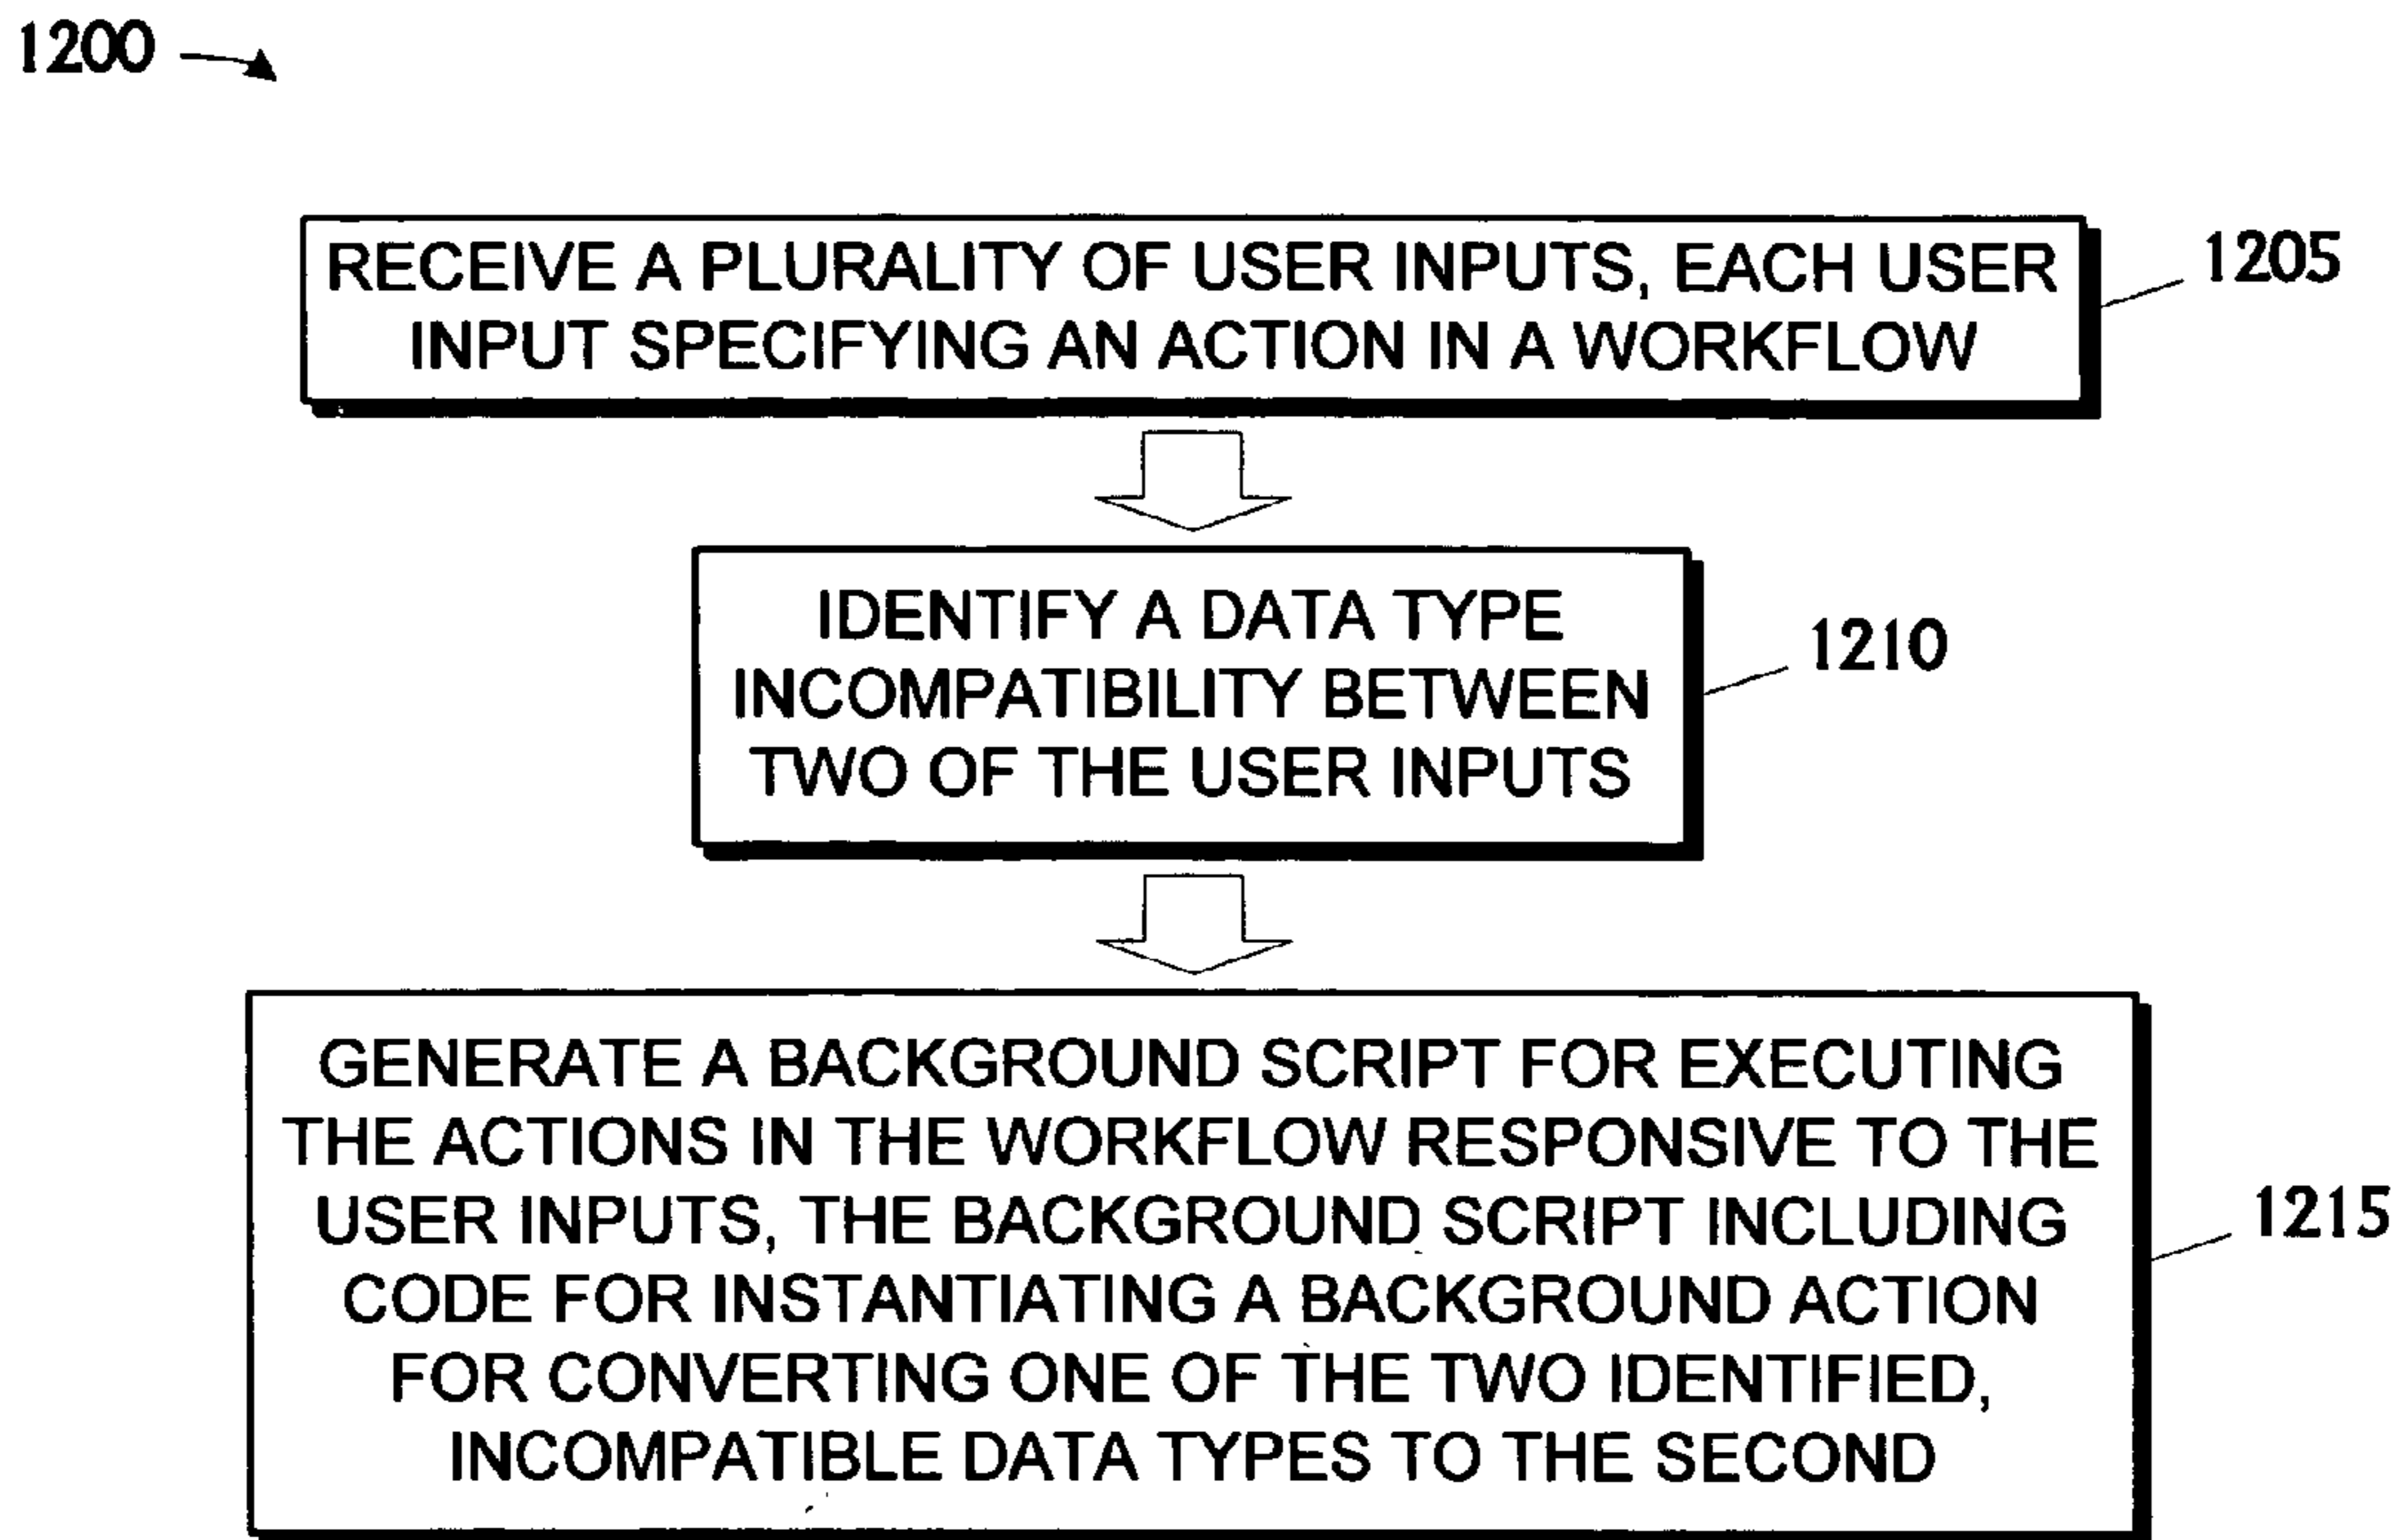 1200
RECEIVE A PLURALITY OF USER INPUTS, EACH USER
INPUT SPECIFYING AN ACTION IN A WORKFLOW
1205
IDENTIFY A DATA TYPE
INCOMPATIBILITY BETWEEN
TWO OF THE USER INPUTS
1210
GENERATE A BACKGROUND SCRIPT FOR EXECUTING
THE ACTIONS IN THE WORKFLOW RESPONSIVE TO THE
USER INPUTS, THE BACKGROUND SCRIPT INCLUDING
CODE FOR INSTANTIATING A BACKGROUND ACTION
FOR CONVERTING ONE OF THE TWO IDENTIFIED,
INCOMPATIBLE DATA TYPES TO THE SECOND
1215